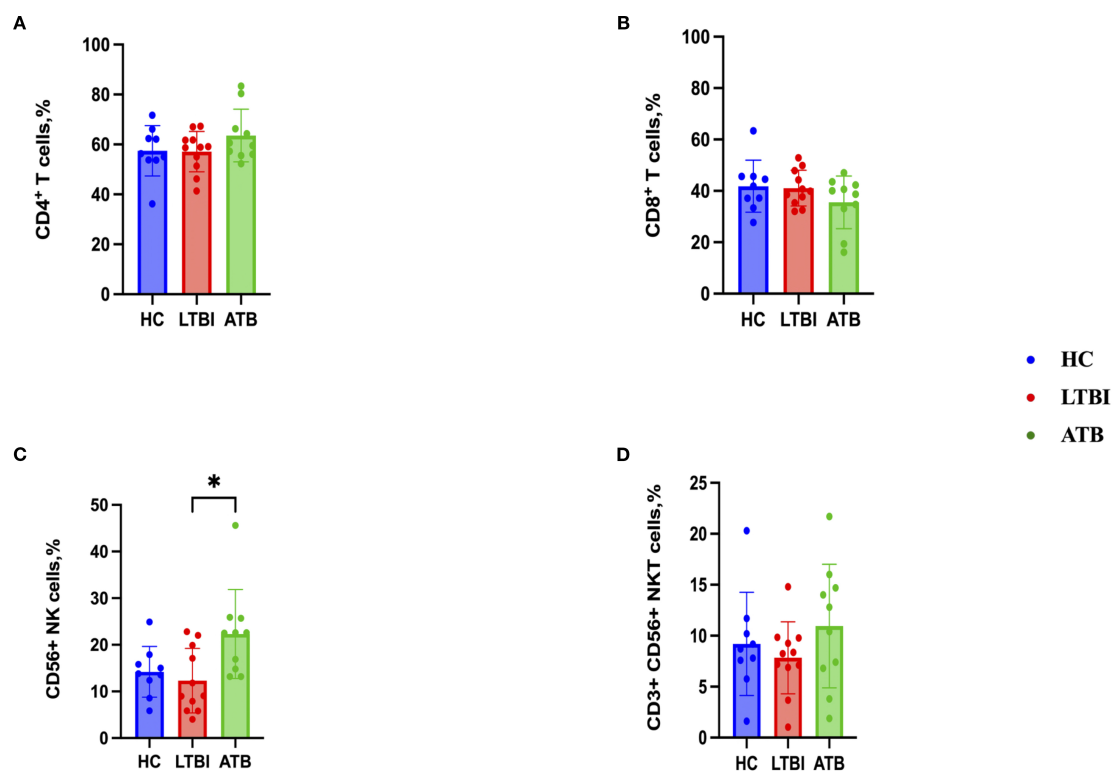 A
CD4+ T cells,%
100
80
60
40
20
0
HC LTBI ATB
B
CD8+ T cells,%
100
80
60
40
20
0
HC LTBI ATB
HC
LTBI
ATB
C
CD56+ NK cells,%
*
50
40
30
20
10
0
HC LTBI ATB
D
CD3+ CD56+ NKT cells,%
25
20
15
10
5
0
HC LTBI ATB